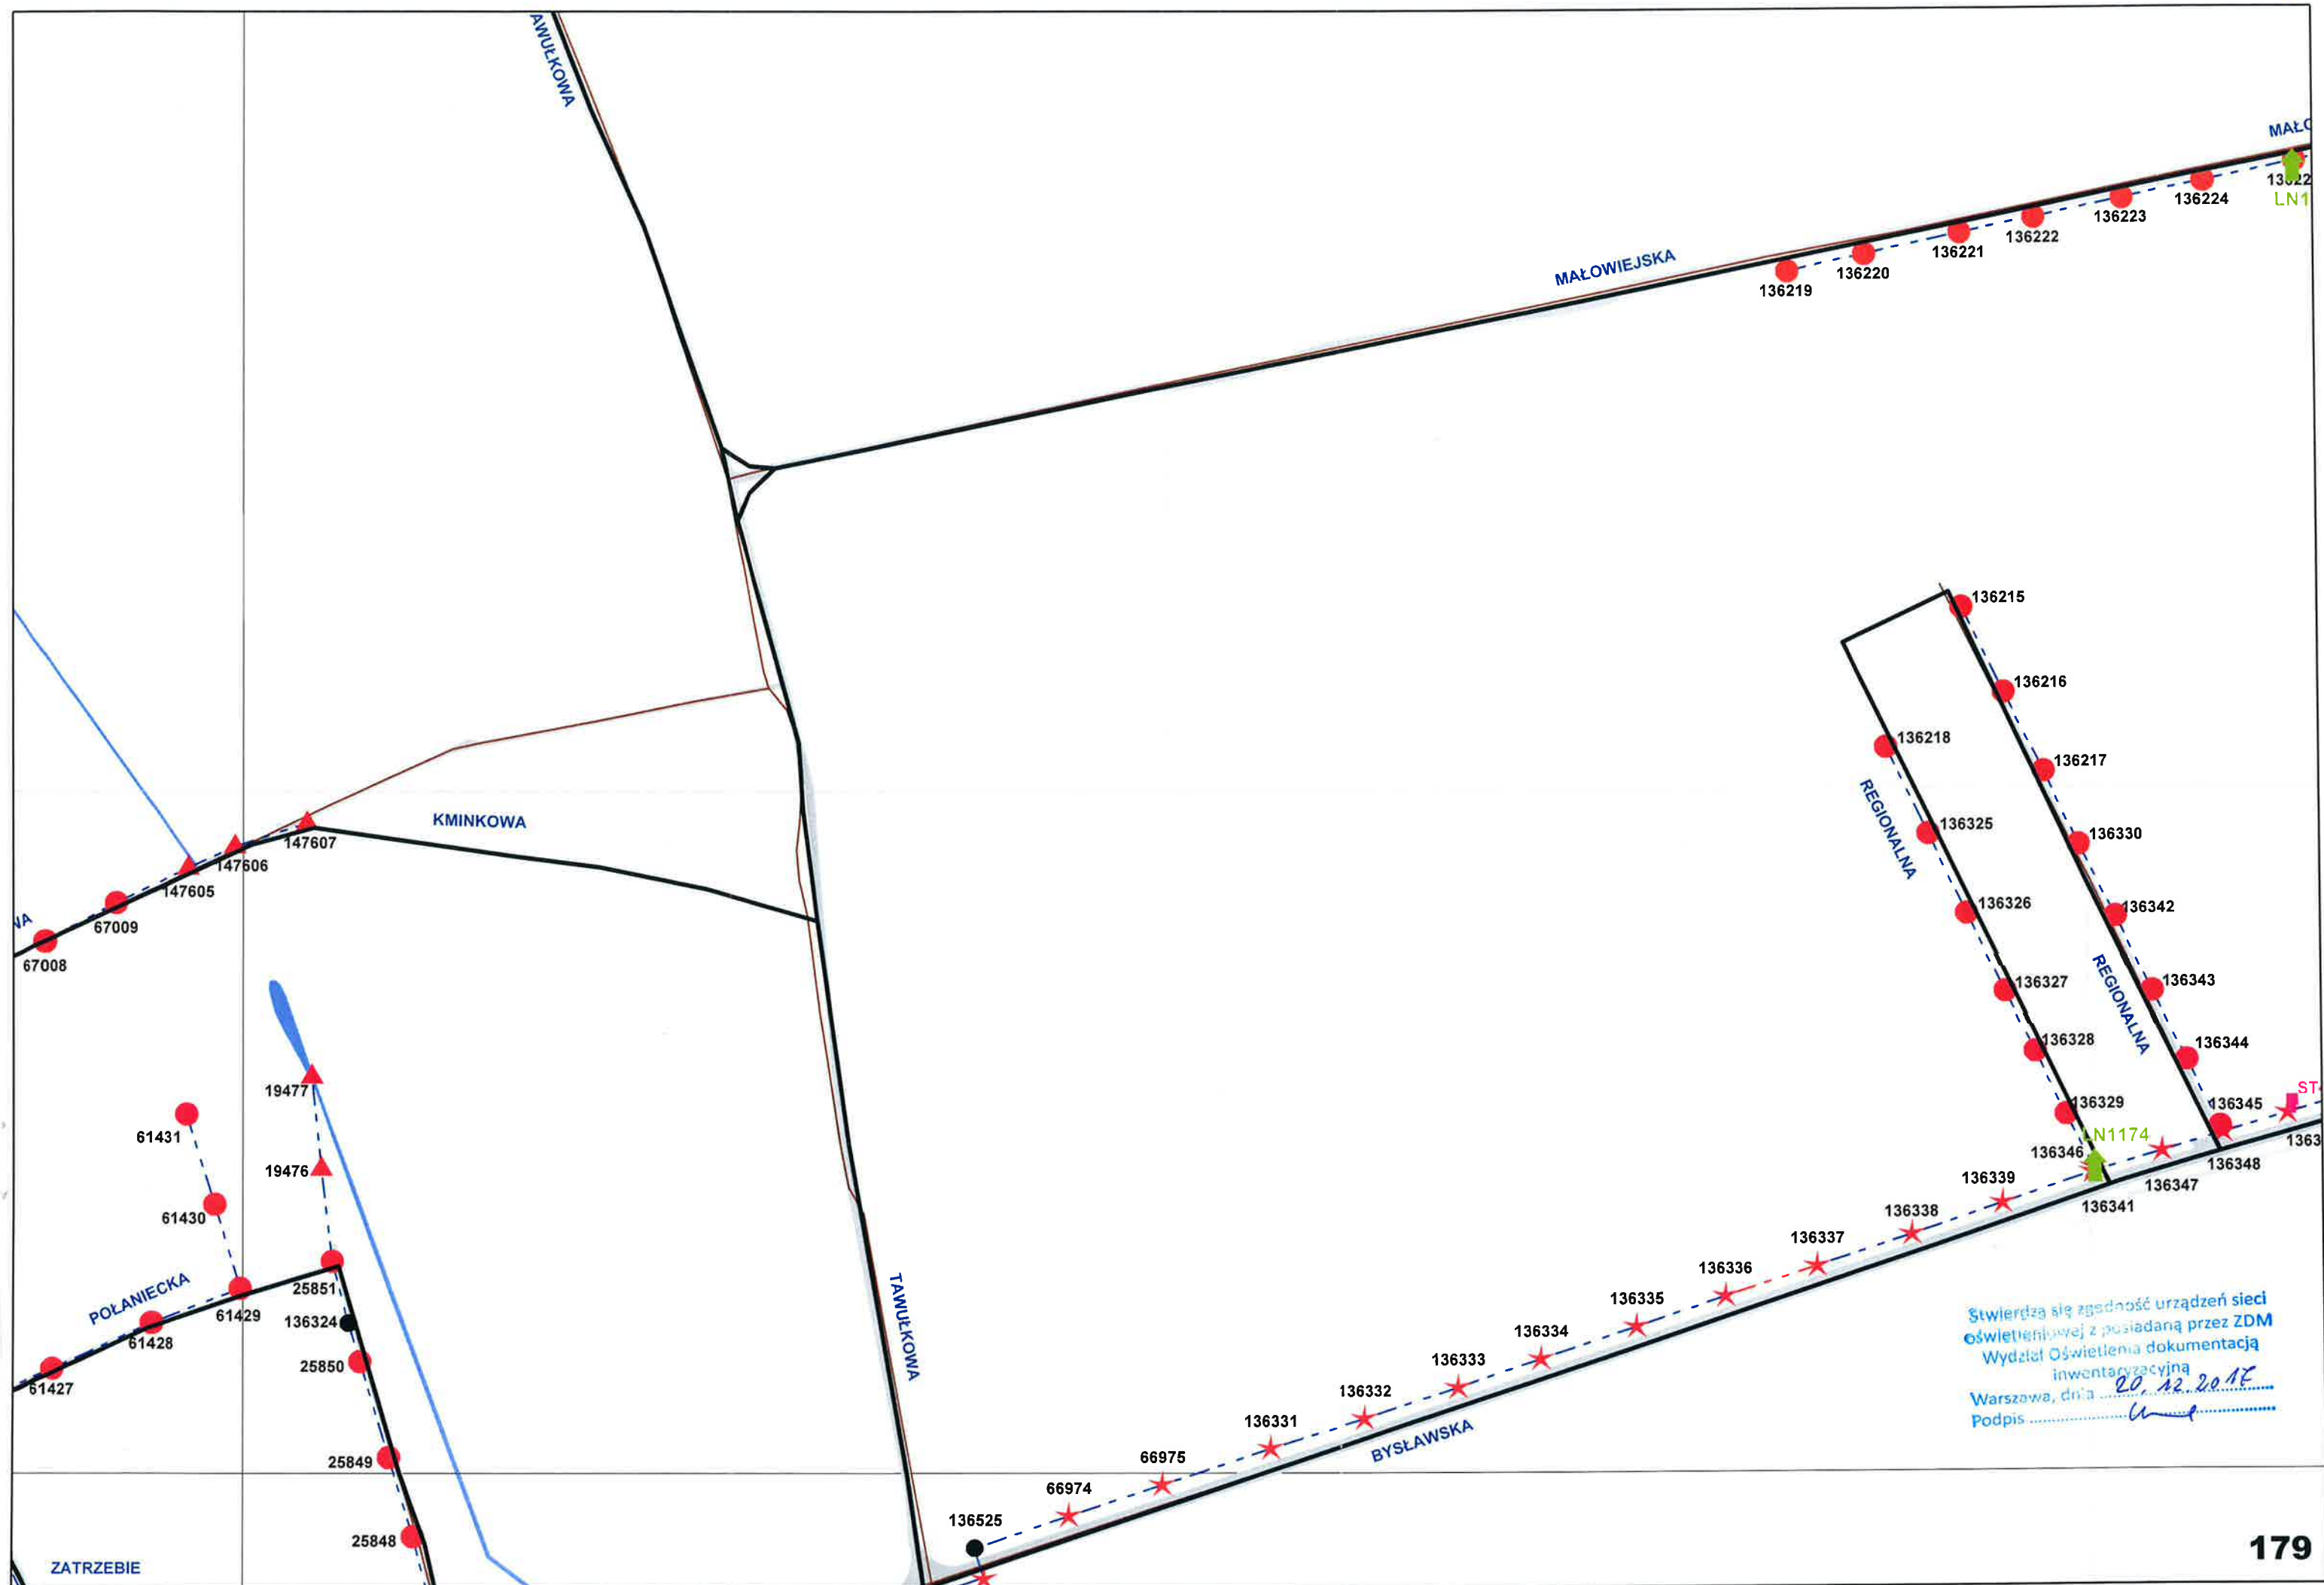 AWUŁKOWA
MAŁO
LN1
136224
136223
136222
136221
136220
136219
MAŁOWIEJSKA
136215
136216
136218
136217
REGIONALNA
136325
136330
KMINKOWA
147607
147606
147605
67009
67008
136326
136342
136327
136343
REGIONALNA
136328
136344
19477
61431
ST
136329
136345
LN1174
1363
136346
136348
19476
136339
136347
136341
61430
136338
136337
136336
25851
POŁANIECKA
61429
136335
136324
61428
136334
25850
136333
61427
TAWUŁKOWA
136332
136331
BYSŁAWSKA
25849
66975
66974
136525
25848
ZATRZEBIE
Stwierdza się zgodność urządzeń sieci
oświetleniowej z posiadaną przez ZDM
Wydział Oświetlenia dokumentacją
inwentaryzacyjną
Warszawa, dnia 20.12.2017
Podpis
179